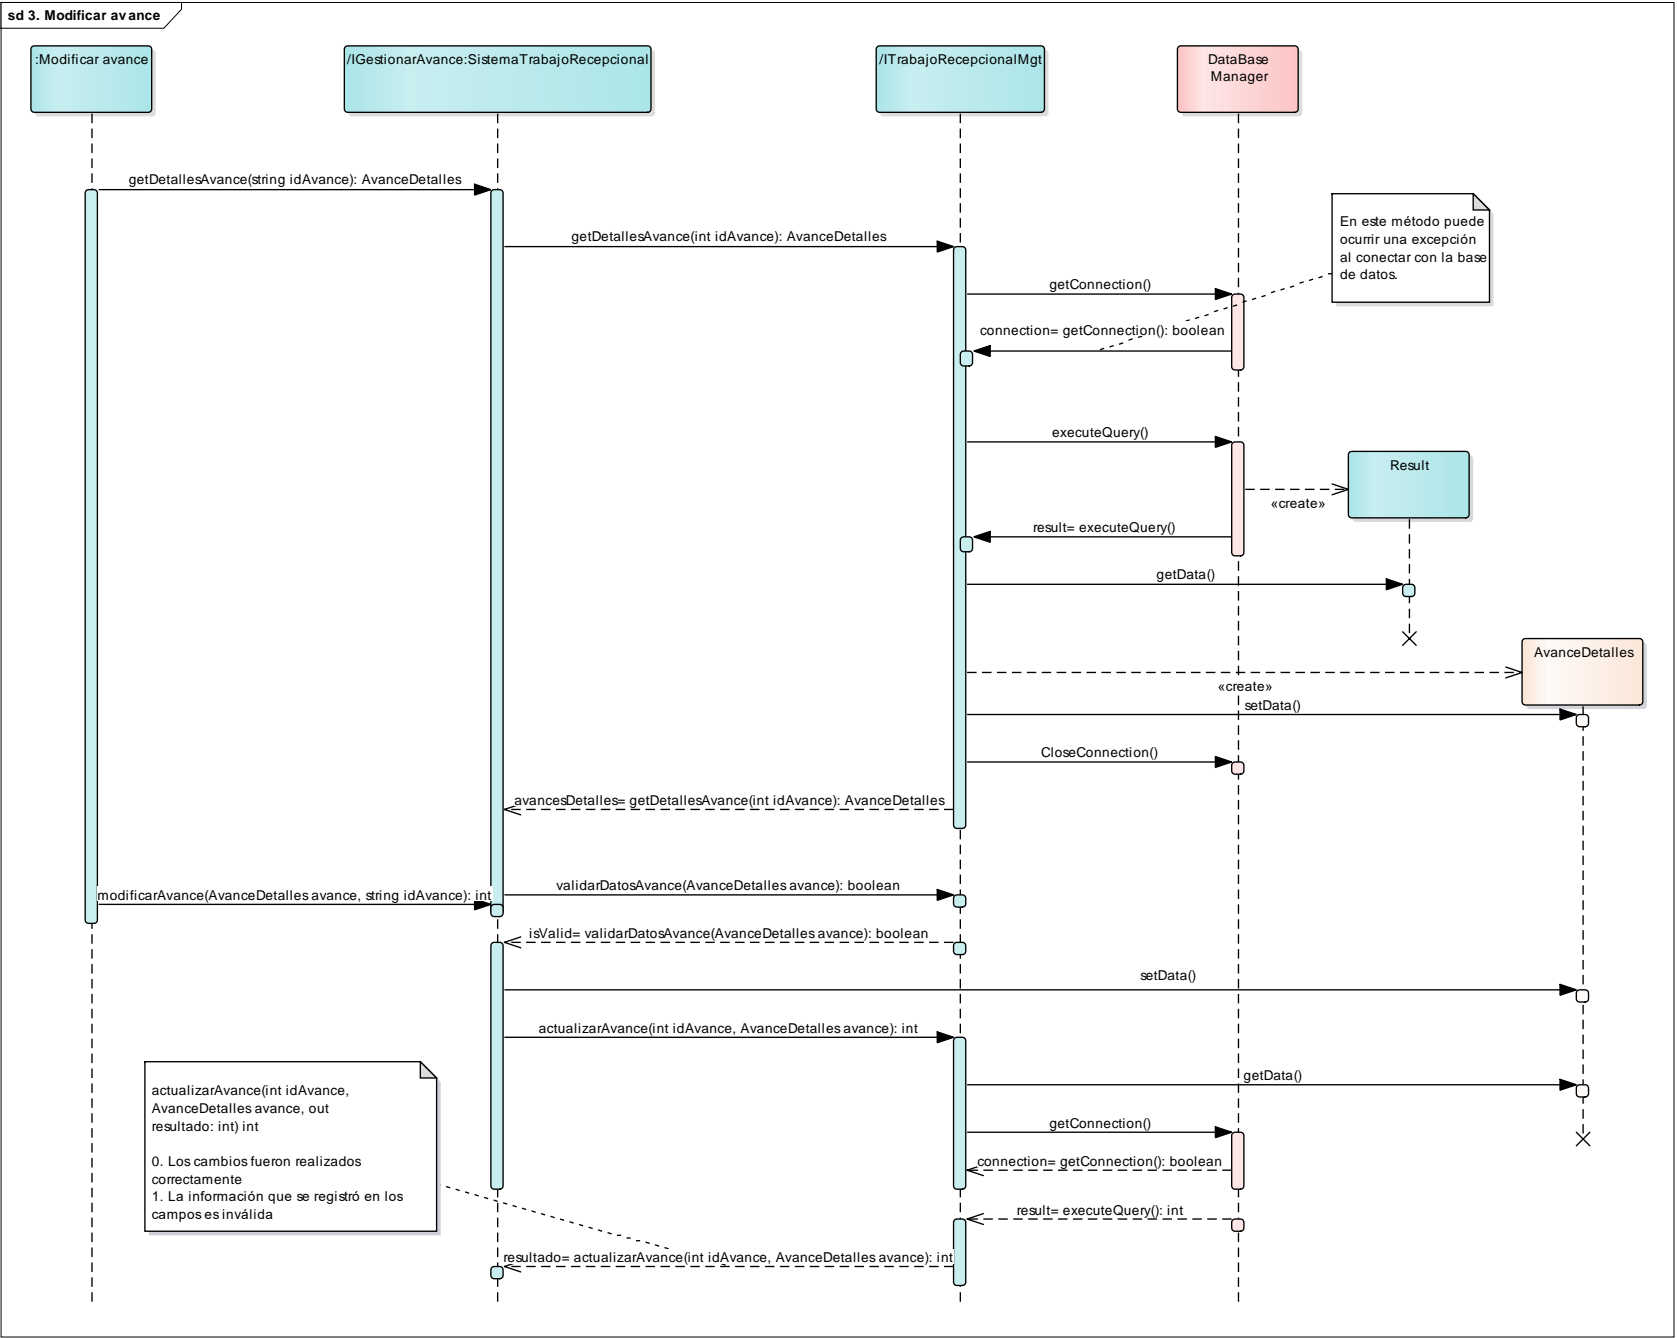 sd 3. Modificar avance
:Modificar avance
/IGestionarAvance:SistemaTrabajoRecepcional
/ITrabajoRecepcionalMgt
DataBase
Manager
getDetallesAvance(string idAvance): AvanceDetalles
getDetallesAvance(int idAvance): AvanceDetalles
En este método puede
ocurrir una excepción
al conectar con la base
de datos.
getConnection()
connection= getConnection(): boolean
executeQuery()
Result
«create»
result= executeQuery()
getData()
AvanceDetalles
«create»
setData()
CloseConnection()
avancesDetalles= getDetallesAvance(int idAvance): AvanceDetalles
validarDatosAvance(AvanceDetalles avance): boolean
modificarAvance(AvanceDetalles avance, string idAvance): int
isValid= validarDatosAvance(AvanceDetalles avance): boolean
setData()
actualizarAvance(int idAvance, AvanceDetalles avance): int
getData()
actualizarAvance(int idAvance,
AvanceDetalles avance, out
resultado: int) int
0. Los cambios fueron realizados
correctamente
1. La información que se registró en los
campos es inválida
getConnection()
connection= getConnection(): boolean
result= executeQuery(): int
resultado= actualizarAvance(int idAvance, AvanceDetalles avance): int